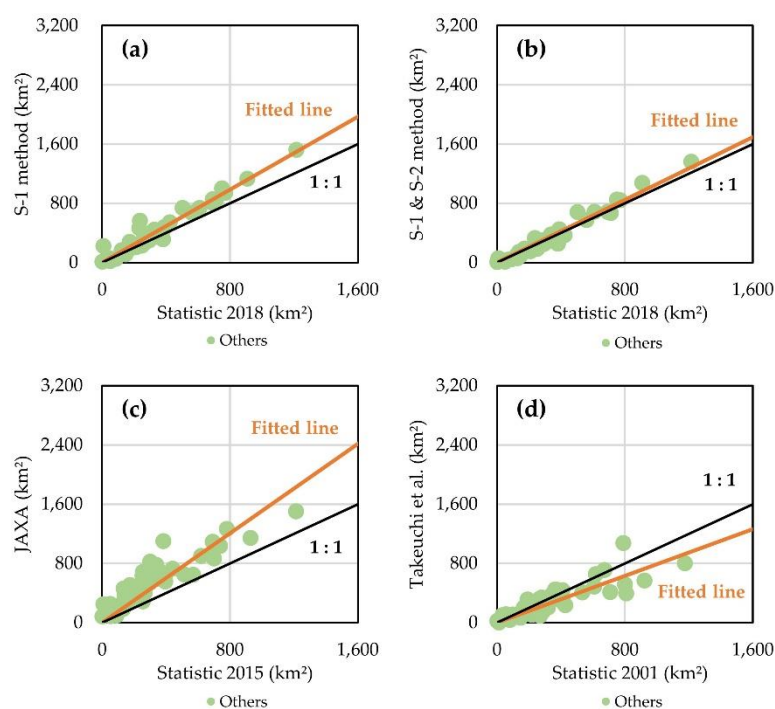 3,200
2,400
1,600
800
0
S-1 method (km²)
(a)
Fitted line
1 : 1
0
800
1,600
Statistic 2018 (km²)
Others
3,200
2,400
1,600
800
0
S-1 & S-2 method (km²)
(b)
Fitted line
1 : 1
0
800
1,600
Statistic 2018 (km²)
Others
3,200
2,400
1,600
800
0
JAXA (km²)
(c)
Fitted line
1 : 1
0
800
1,600
Statistic 2015 (km²)
Others
3,200
2,400
1,600
800
0
Takeuchi et al. (km²)
(d)
1 : 1
Fitted line
0
800
1,600
Statistic 2001 (km²)
Others